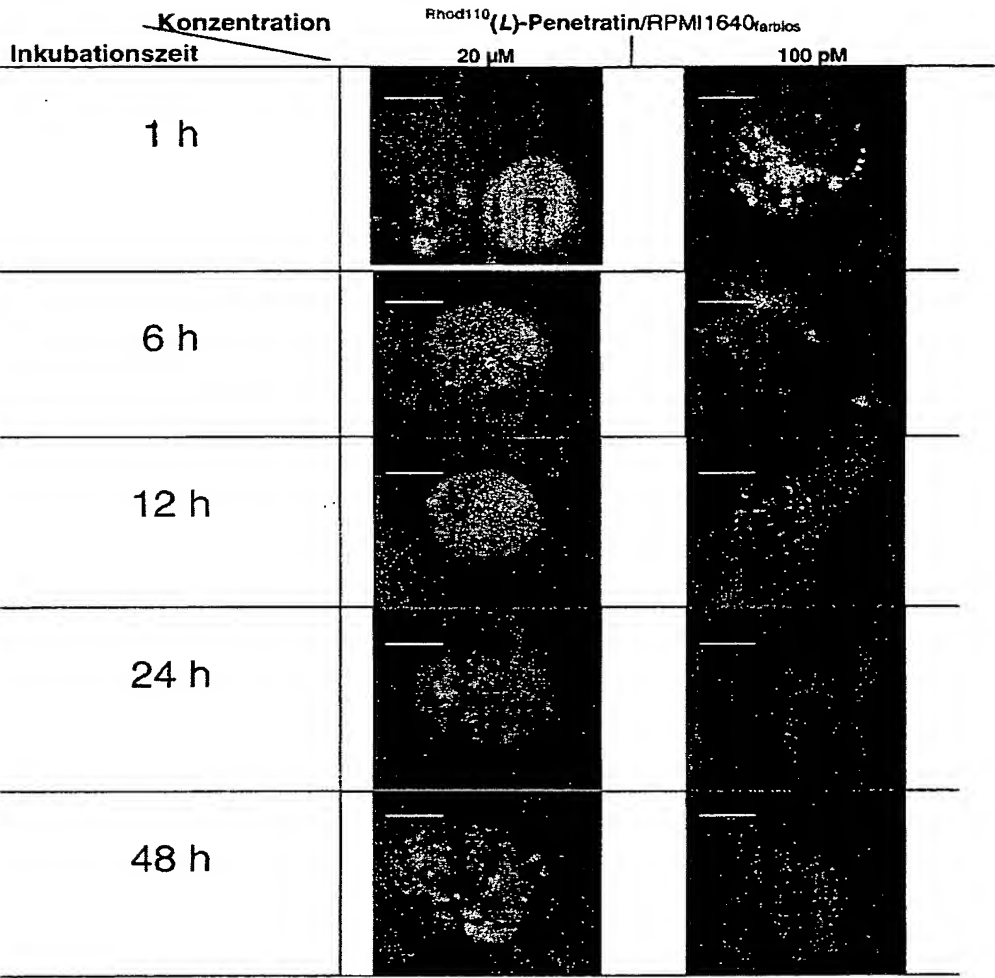 Konzentration Rhod110(L)-Penetratin/RPMI1640farblos
Inkubationszeit 20 µM 100 pM
1 h
6 h
12 h
24 h
48 h